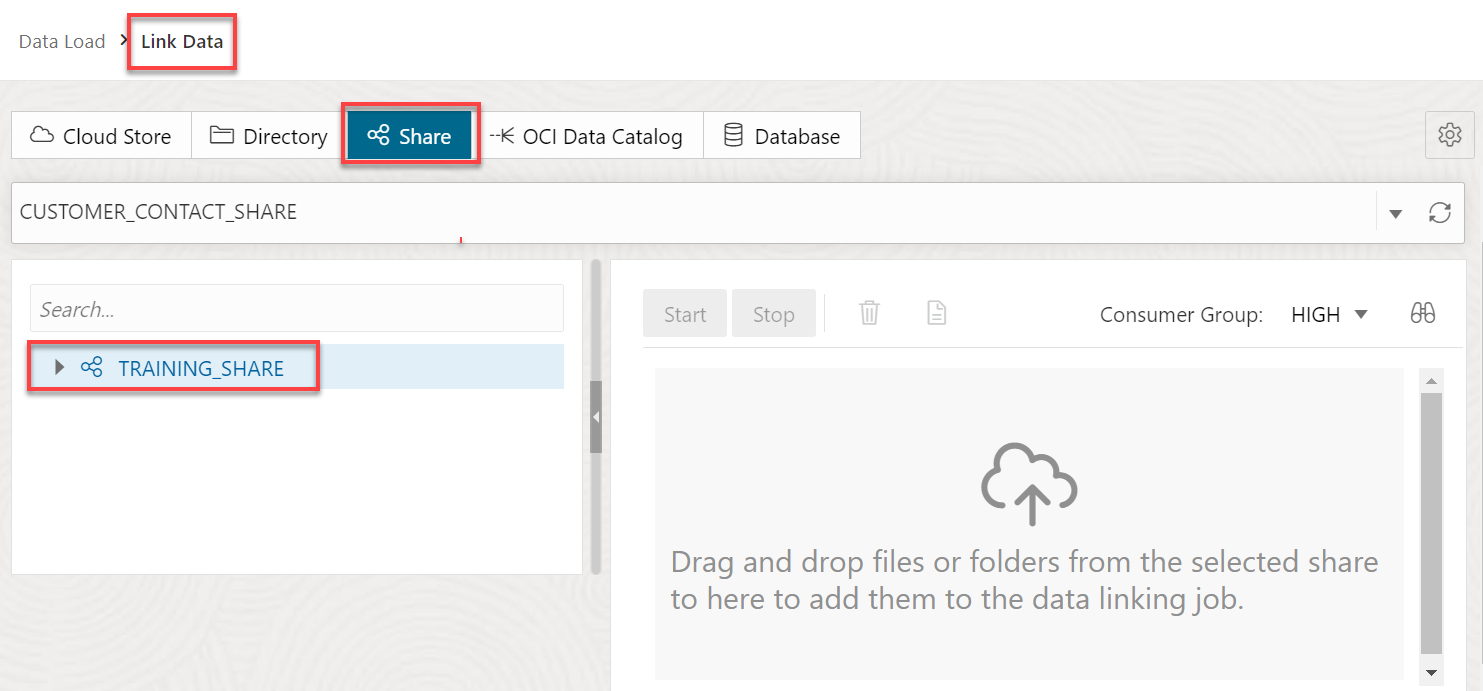 Data Load > Link Data
Cloud Store Directory Share OCI Data Catalog Database
CUSTOMER_CONTACT_SHARE
Search...
TRAINING_SHARE
Start Stop Consumer Group: HIGH
Drag and drop files or folders from the selected share
to here to add them to the data linking job.